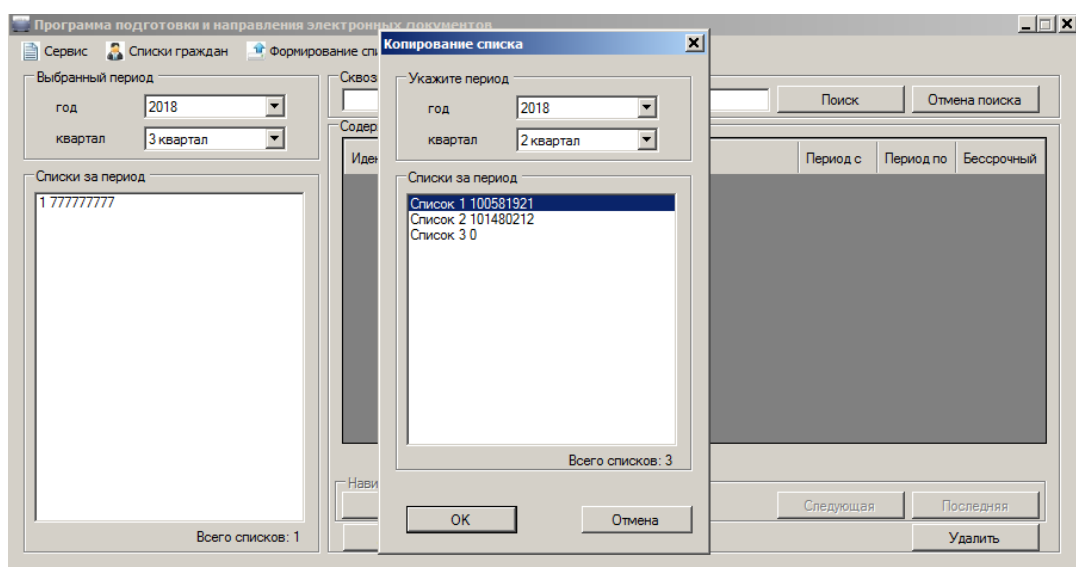 Программа подготовки и направления электронных документов
Сервис Списки граждан Формирование спи
Выбранный период
год 2018
квартал 3 квартал
Списки за период
1 777777777
Всего списков: 1
Сквоз
Поиск Отмена поиска
Содер
Иден Период с Период по Бессрочный
Нави
Следующая Последняя
Удалить
Копирование списка
Укажите период
год 2018
квартал 2 квартал
Списки за период
Список 1 100581921
Список 2 101480212
Список 3 0
Всего списков: 3
OK Отмена